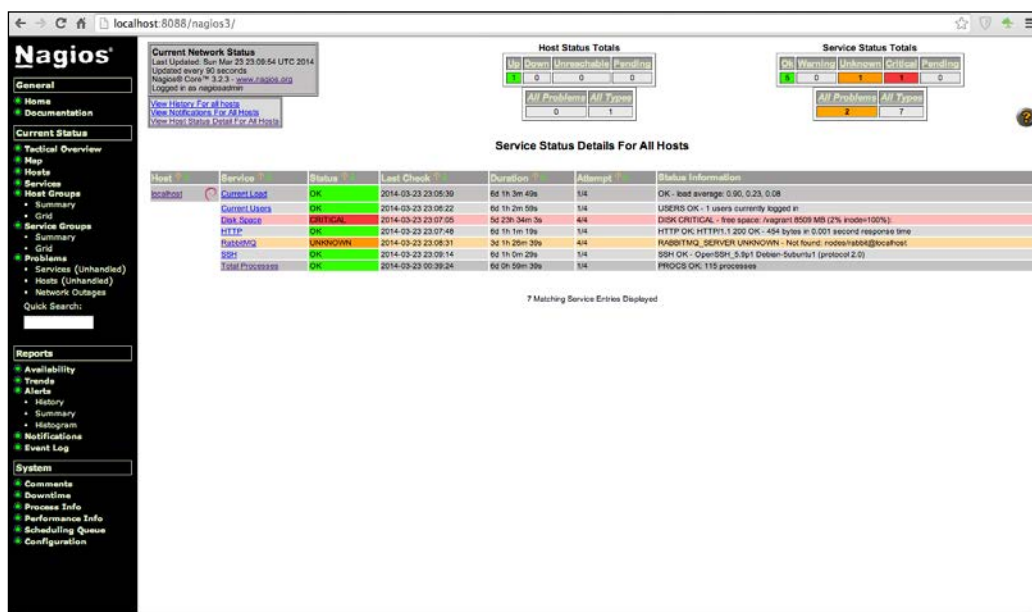 localhost:8088/nagios3/
Nagios®
General
Home
Documentation
Current Status
Tactical Overview
Map
Hosts
Services
Host Groups
Summary
Grid
Service Groups
Summary
Grid
Problems
Services (Unhandled)
Hosts (Unhandled)
Network Outages
Quick Search:
Reports
Availability
Trends
Alerts
History
Summary
Histogram
Notifications
Event Log
System
Comments
Downtime
Process Info
Performance Info
Scheduling Queue
Configuration
Current Network Status
Last Updated: Sun Mar 23 23:09:54 UTC 2014
Updated every 90 seconds
Nagios® Core™ 3.2.3 - www.nagios.org
Logged in as nagiosadmin
View History For all hosts
View Notifications For All Hosts
View Host Status Detail For All Hosts
Host Status Totals
Up Down Unreachable Pending
1 0 0 0
All Problems All Types
0 1
Service Status Totals
Ok Warning Unknown Critical Pending
5 0 1 1 0
All Problems All Types
2 7
Service Status Details For All Hosts
Host Service Status Last Check Duration Attempt Status Information
localhost Current Load OK 2014-03-23 23:05:39 6d 1h 3m 49s 1/4 OK - load average: 0.90, 0.23, 0.08
Current Users OK 2014-03-23 23:06:22 6d 1h 2m 59s 1/4 USERS OK - 1 users currently logged in
Disk Space CRITICAL 2014-03-23 23:07:05 5d 23h 34m 3s 4/4 DISK CRITICAL - free space: /vagrant 8509 MB (2% inode=100%):
HTTP OK 2014-03-23 23:07:48 6d 1h 1m 19s 1/4 HTTP OK: HTTP/1.1 200 OK - 454 bytes in 0.001 second response time
RabbitMQ UNKNOWN 2014-03-23 23:08:31 3d 1h 26m 39s 4/4 RABBITMQ_SERVER UNKNOWN - Not found: nodes/rabbit@localhost
SSH OK 2014-03-23 23:09:14 6d 1h 0m 29s 1/4 SSH OK - OpenSSH_5.9p1 Debian-5ubuntu1 (protocol 2.0)
Total Processes OK 2014-03-23 00:39:24 6d 0h 59m 39s 1/4 PROCS OK: 115 processes
7 Matching Service Entries Displayed